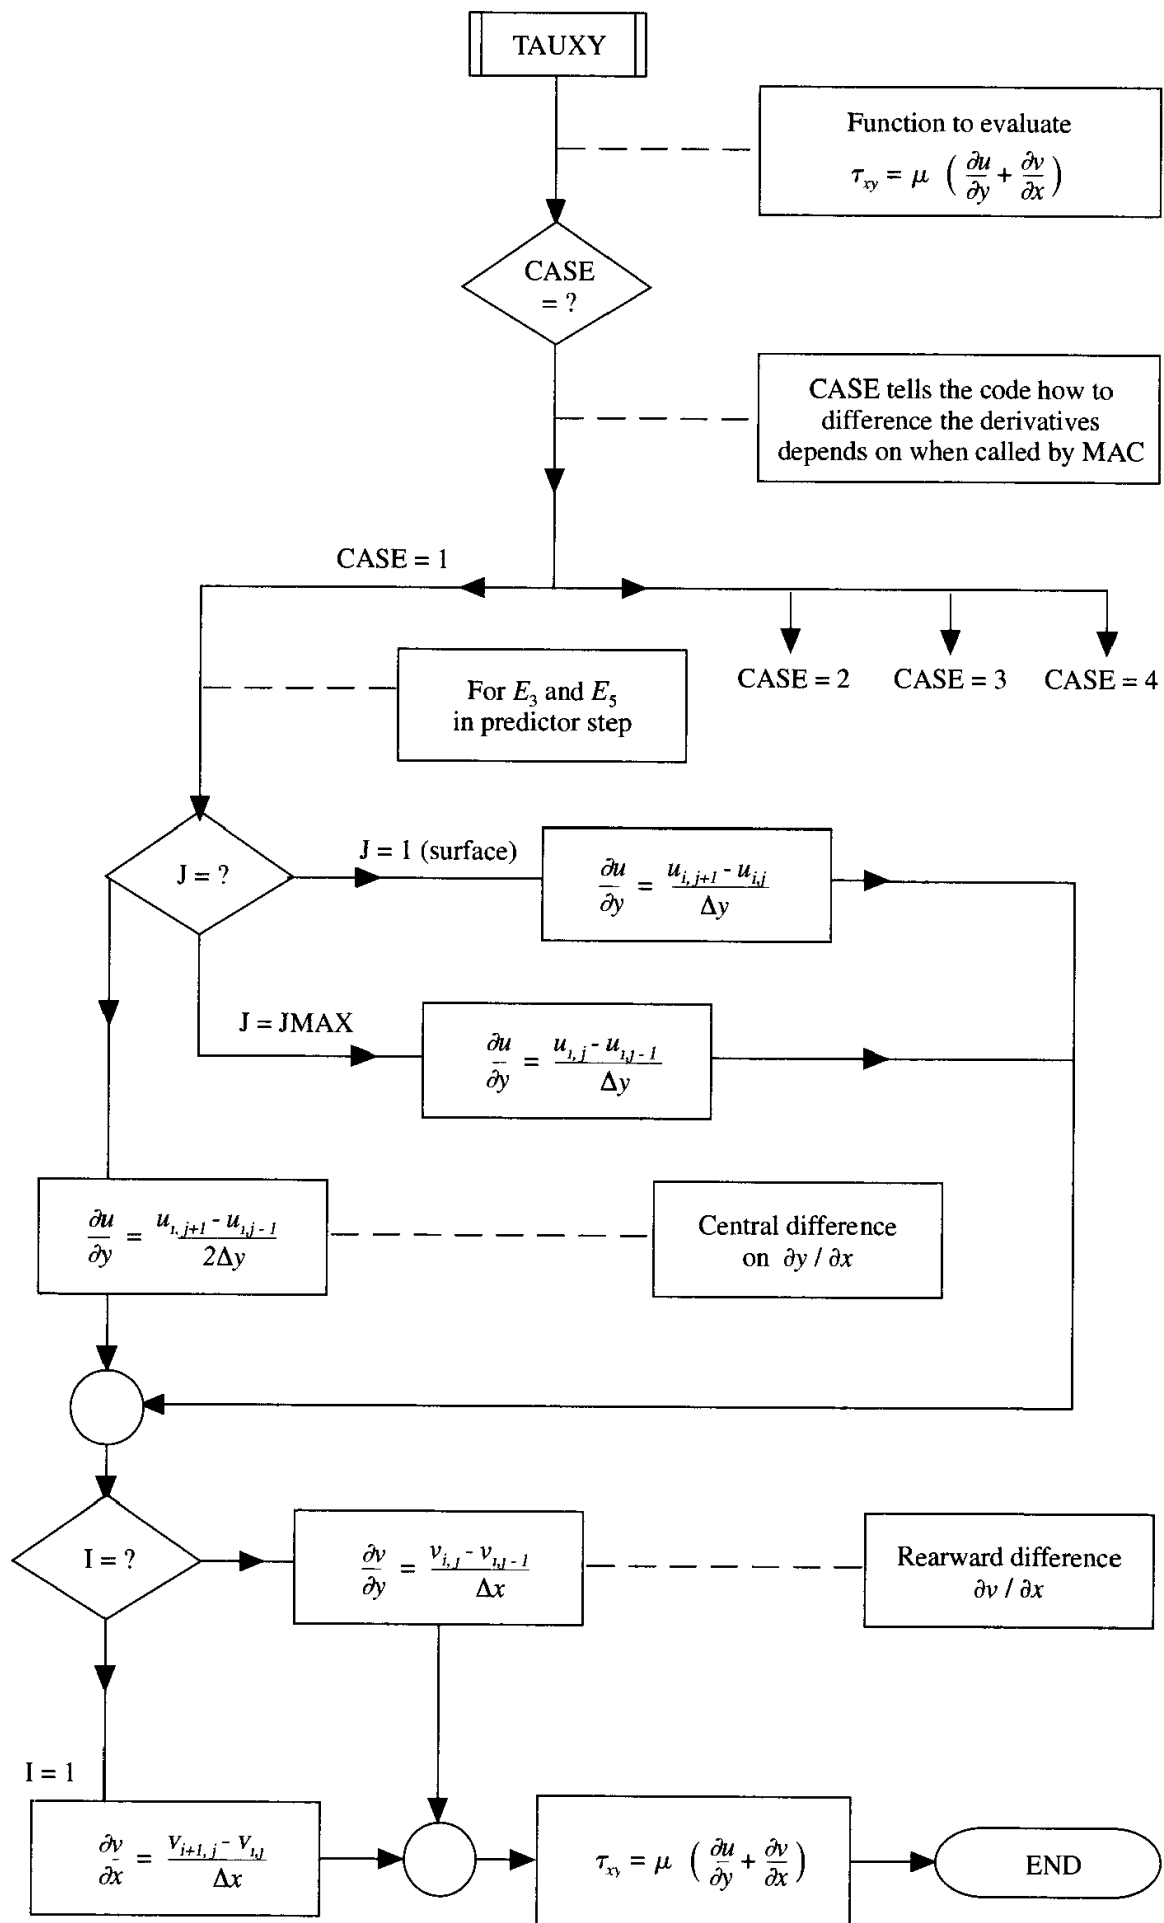 TAUXY
Function to evaluate
τxy = μ ( ∂u/∂y + ∂v/∂x )
CASE
= ?
CASE tells the code how to
difference the derivatives
depends on when called by MAC
CASE = 1
CASE = 2
CASE = 3
CASE = 4
For E3 and E5
in predictor step
J = ?
J = 1 (surface)
∂u/∂y = (ui, j+1 - ui,j)/Δy
J = JMAX
∂u/∂y = (ui, j - ui,j - 1)/Δy
∂u/∂y = (ui, j+1 - ui,j - 1)/2Δy
Central difference
on ∂y / ∂x
I = ?
∂v/∂y = (vi, j - vi,j - 1)/Δx
Rearward difference
∂v / ∂x
I = 1
∂v/∂x = (vi+1, j - vi,j)/Δx
τxy = μ ( ∂u/∂y + ∂v/∂x )
END